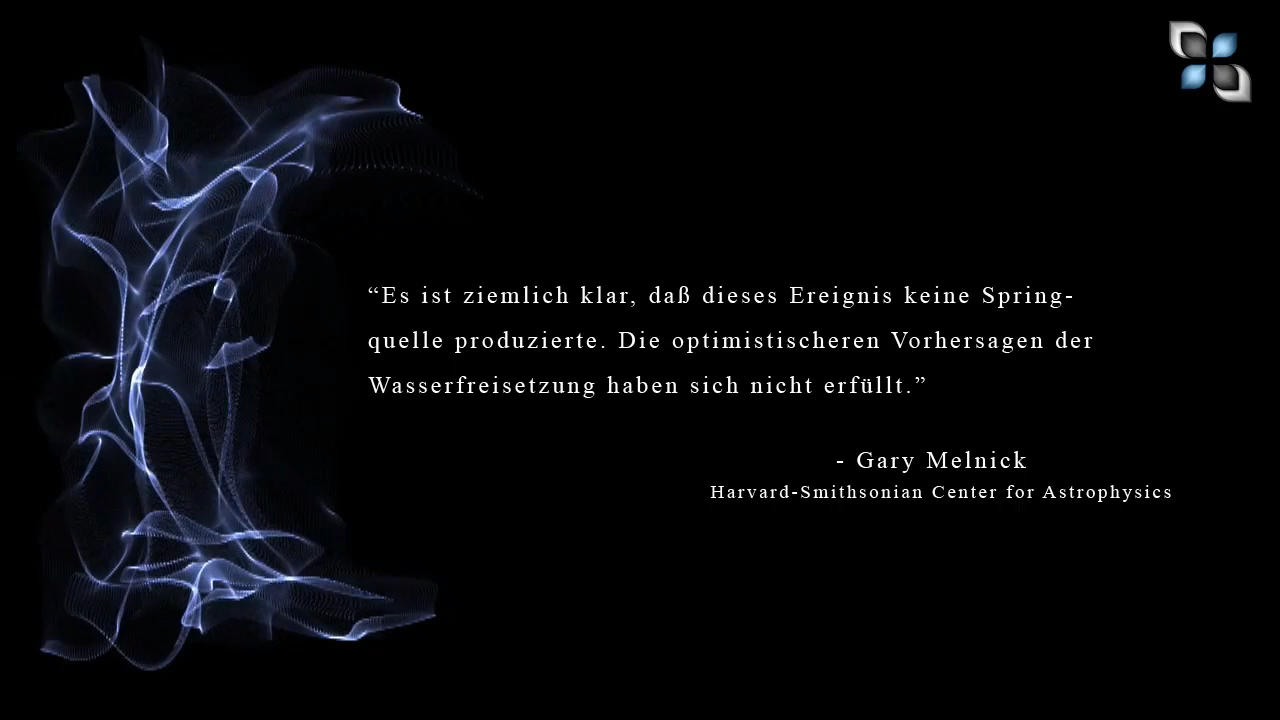 “Es ist ziemlich klar, daß dieses Ereignis keine Spring-
quelle produzierte. Die optimistischeren Vorhersagen der
Wasserfreisetzung haben sich nicht erfüllt.”
- Gary Melnick
Harvard-Smithsonian Center for Astrophysics